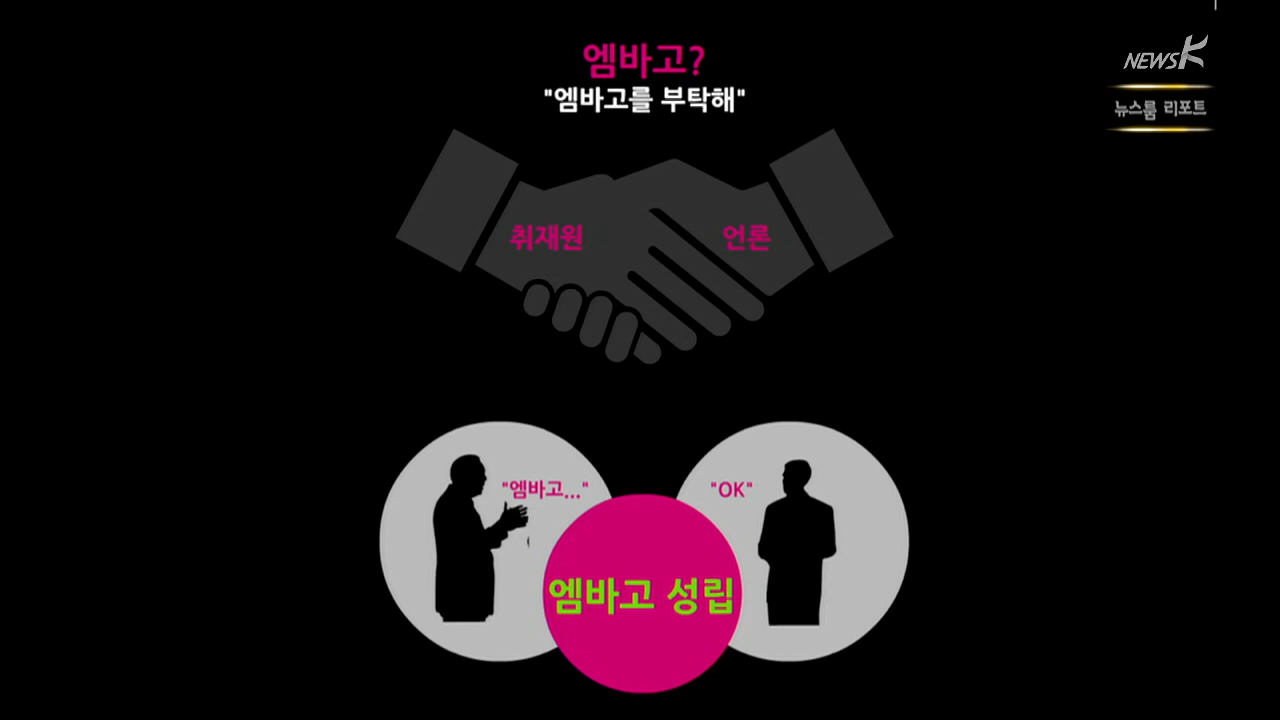 엠바고?
"엠바고를 부탁해"
NEWS K
뉴스룸 리포트
취재원
언론
"엠바고..."
"OK"
엠바고 성립